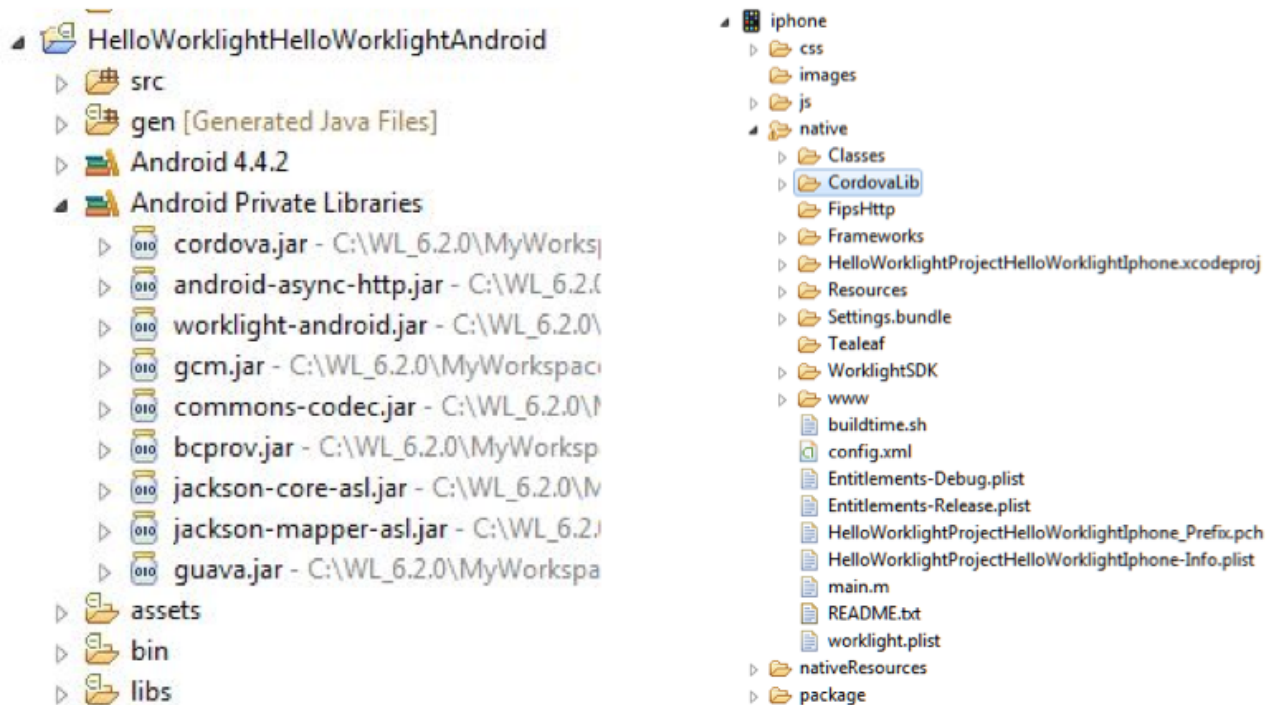 HelloWorklightHelloWorklightAndroid
src
gen [Generated Java Files]
Android 4.4.2
Android Private Libraries
cordova.jar - C:\WL_6.2.0\MyWorks
android-async-http.jar - C:\WL_6.2.0
worklight-android.jar - C:\WL_6.2.0\
gcm.jar - C:\WL_6.2.0\MyWorkspac
commons-codec.jar - C:\WL_6.2.0\
bcprov.jar - C:\WL_6.2.0\MyWorksp
jackson-core-asl.jar - C:\WL_6.2.0\M
jackson-mapper-asl.jar - C:\WL_6.2.
guava.jar - C:\WL_6.2.0\MyWorkspa
assets
bin
libs
iphone
css
images
js
native
Classes
CordovaLib
FipsHttp
Frameworks
HelloWorklightProjectHelloWorklightIphone.xcodeproj
Resources
Settings.bundle
Tealeaf
WorklightSDK
www
buildtime.sh
config.xml
Entitlements-Debug.plist
Entitlements-Release.plist
HelloWorklightProjectHelloWorklightIphone_Prefix.pch
HelloWorklightProjectHelloWorklightIphone-Info.plist
main.m
README.txt
worklight.plist
nativeResources
package